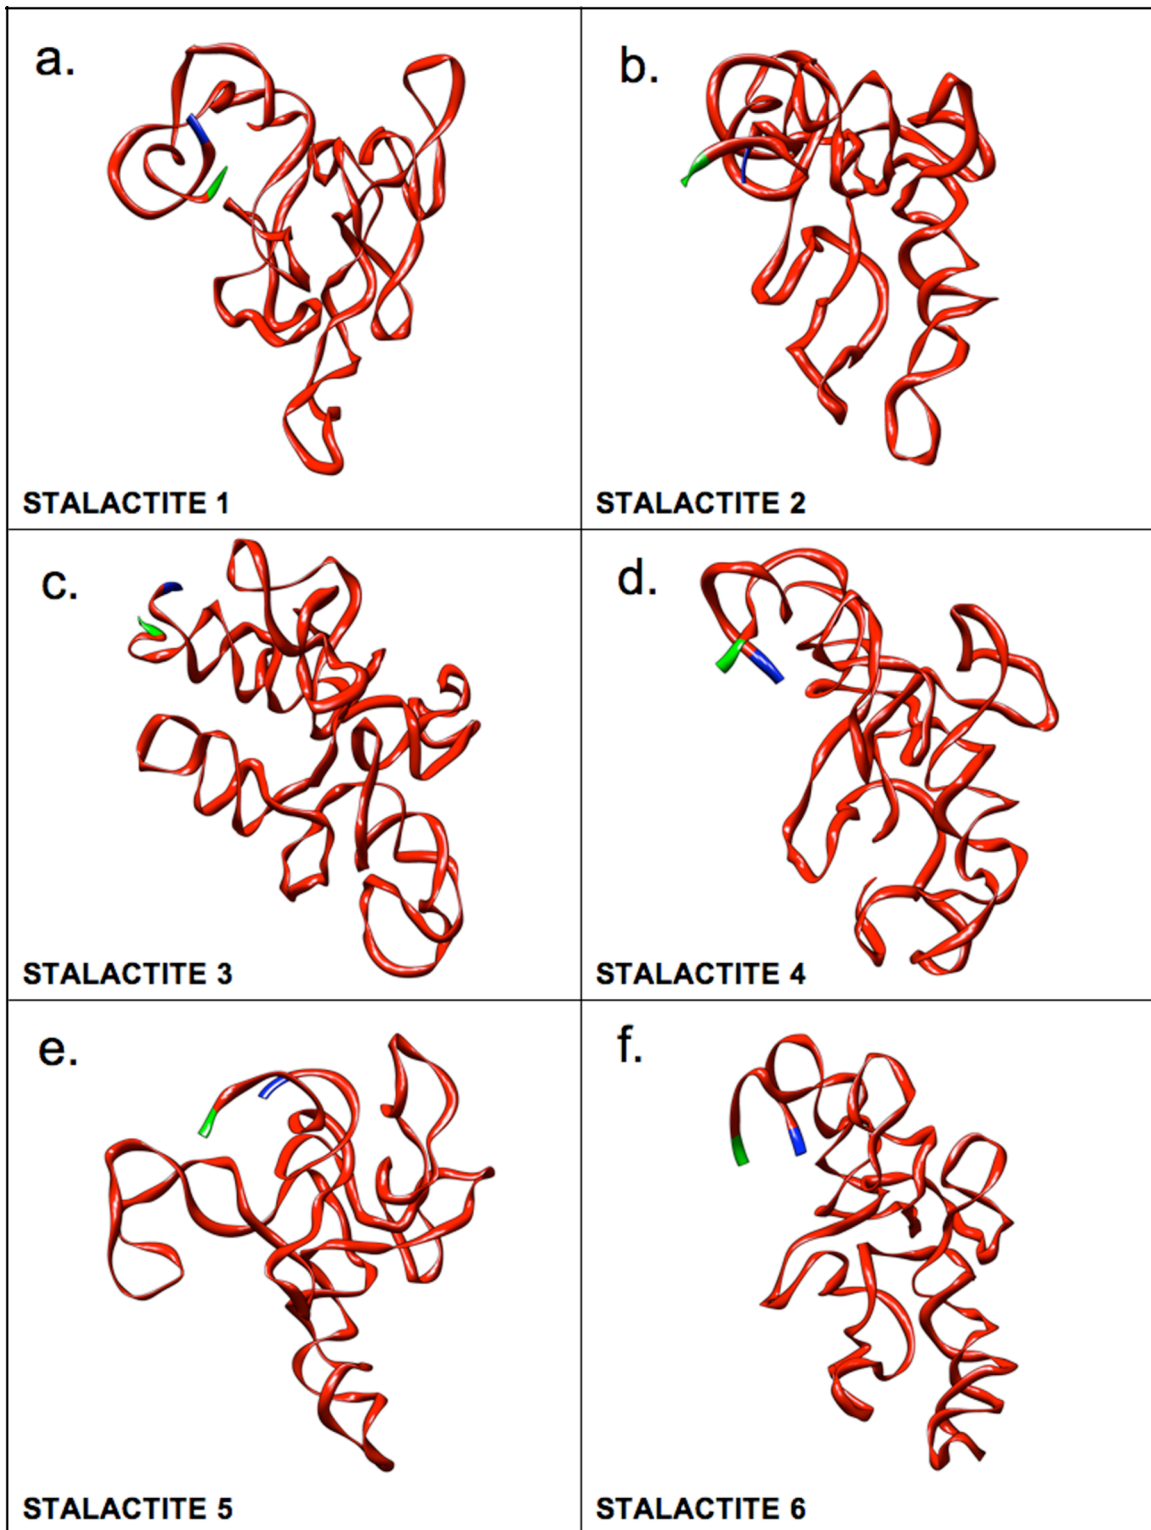 a.
b.
STALACTITE 1
STALACTITE 2
c.
d.
STALACTITE 3
STALACTITE 4
e.
f.
STALACTITE 5
STALACTITE 6